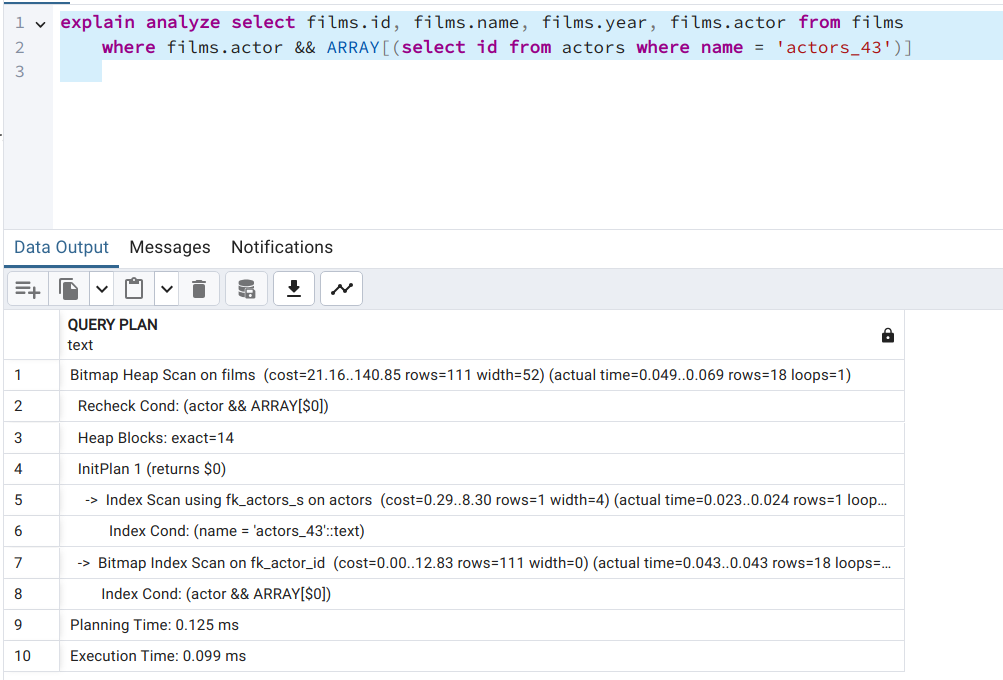 1 explain analyze select films.id, films.name, films.year, films.actor from films
2 where films.actor && ARRAY[(select id from actors where name = 'actors_43')]
3
Data Output Messages Notifications
QUERY PLAN
text
1 Bitmap Heap Scan on films (cost=21.16..140.85 rows=111 width=52) (actual time=0.049..0.069 rows=18 loops=1)
2 Recheck Cond: (actor && ARRAY[$0])
3 Heap Blocks: exact=14
4 InitPlan 1 (returns $0)
5 -> Index Scan using fk_actors_s on actors (cost=0.29..8.30 rows=1 width=4) (actual time=0.023..0.024 rows=1 loop...
6 Index Cond: (name = 'actors_43'::text)
7 -> Bitmap Index Scan on fk_actor_id (cost=0.00..12.83 rows=111 width=0) (actual time=0.043..0.043 rows=18 loops=...
8 Index Cond: (actor && ARRAY[$0])
9 Planning Time: 0.125 ms
10 Execution Time: 0.099 ms